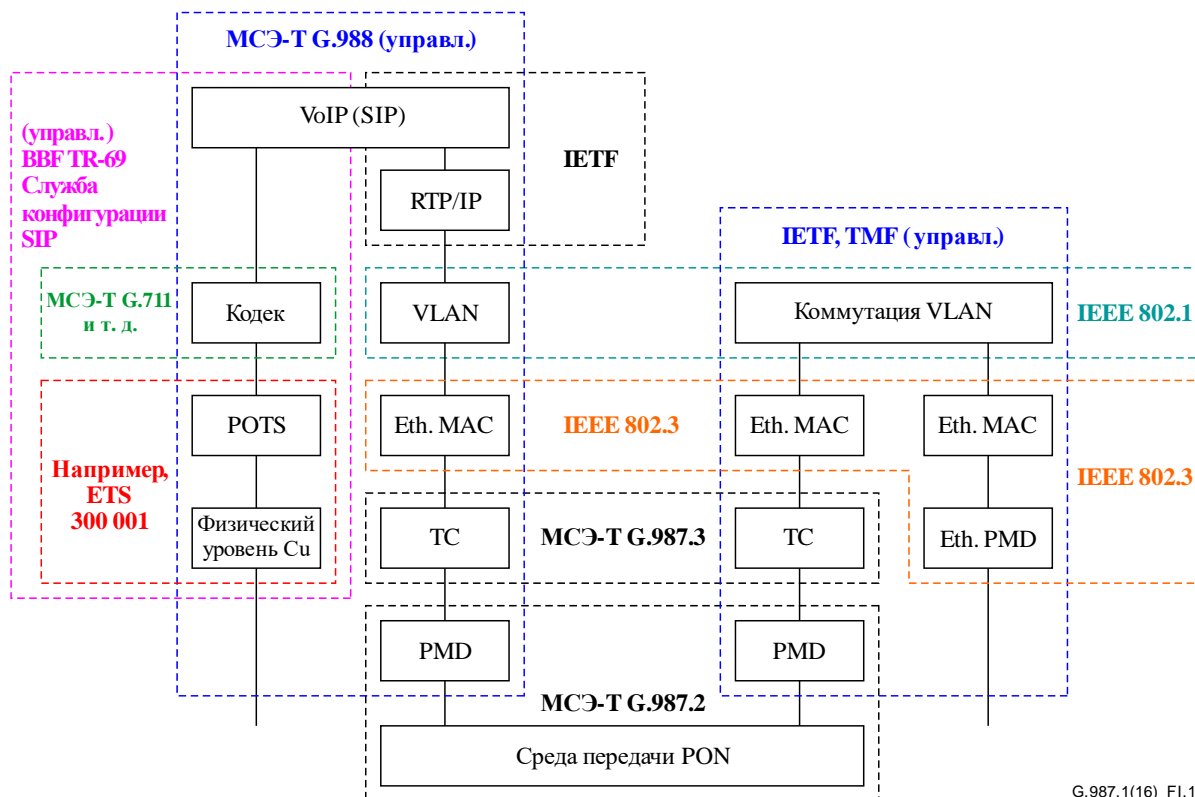 МСЭ-Т G.988 (управл.)
VoIP (SIP)
(управл.)
BBF TR-69
Служба
конфигурации
SIP
IETF
RTP/IP
IETF, TMF (управл.)
МСЭ-Т G.711
и т. д.
Кодек
VLAN
Коммутация VLAN
IEEE 802.1
POTS
Eth. MAC
IEEE 802.3
Eth. MAC
Eth. MAC
Например,
ETS
300 001
IEEE 802.3
Физический
уровень Cu
TC
МСЭ-Т G.987.3
TC
Eth. PMD
PMD
PMD
МСЭ-Т G.987.2
Среда передачи PON
G.987.1(16)_FI.1